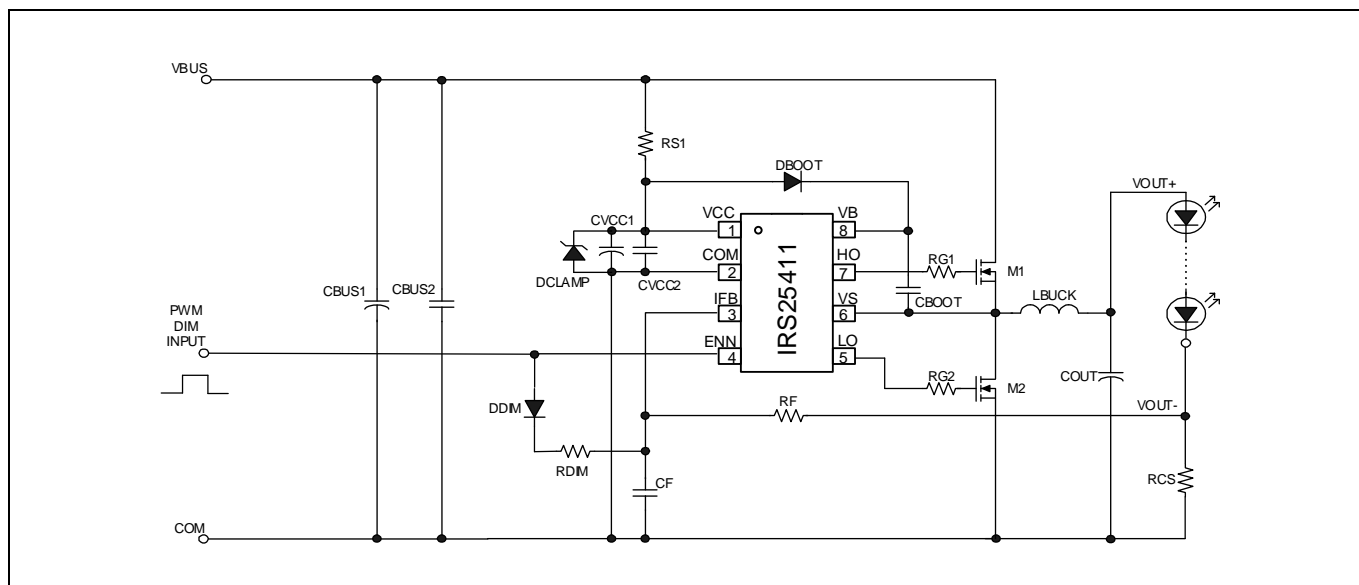 VBUS
RS1
DBOOT
VOUT+
CVCC1
VCC
1
VB
8
COM
2
HO
7
RG1
M1
DCLAMP
CVCC2
CBUS1
CBUS2
IFB
3
VS
6
CBOOT
LBUCK
PWM
DIM
INPUT
ENN
4
LO
5
IRS25411
RG2
M2
COUT
DDIM
RF
VOUT-
RDIM
CF
RCS
COM